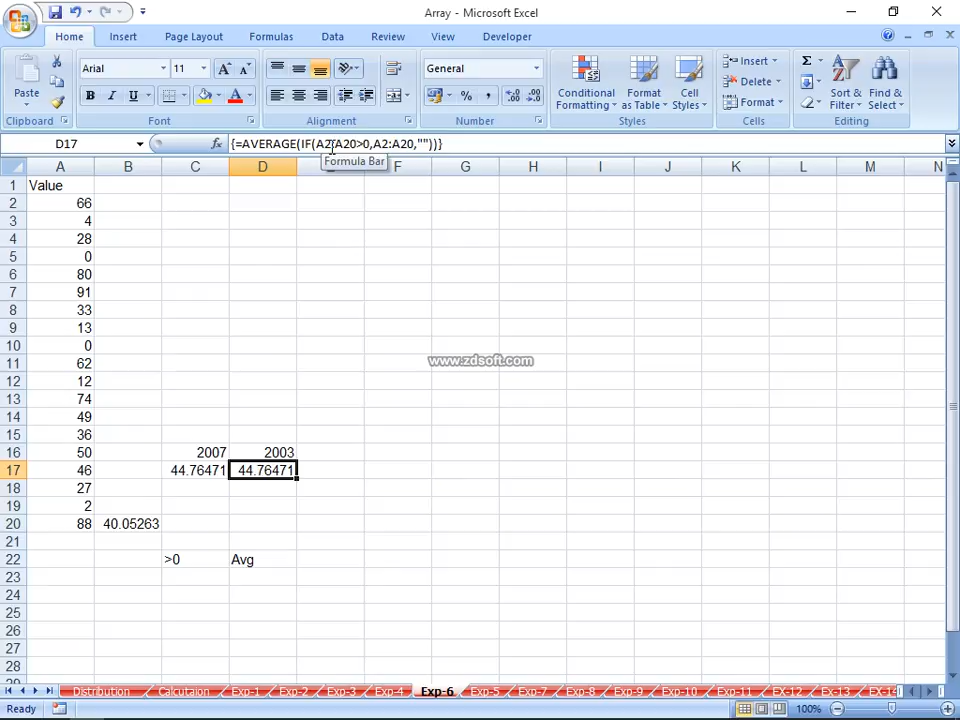 Array - Microsoft Excel
Home Insert Page Layout Formulas Data Review View Developer
Paste
Arial 11
B I U
General
Conditional Formatting
Format as Table
Cell Styles
Insert
Delete
Format
Sort & Filter
Find & Select
Clipboard Font Alignment Number Styles Cells Editing
D17 fx {=AVERAGE(IF(A2:A20>0,A2:A20,""))}
Formula Bar
A B C D E F G H I J K L M N
1 Value
2 66
3 4
4 28
5 0
6 80
7 91
8 33
9 13
10 0
11 62
www.zdsoft.com
12 12
13 74
14 49
15 36
16 50 2007 2003
17 46 44.76471 44.76471
18 27
19 2
20 88 40.05263
21
22 >0 Avg
23
24
25
26
27
28
29
Distribution Calcutaion Exp-1 Exp-2 Exp-3 Exp-4 Exp-6 Exp-5 Exp-7 Exp-8 Exp-9 Exp-10 Exp-11 EX-12 Ex-13 EX-14
Ready 100%